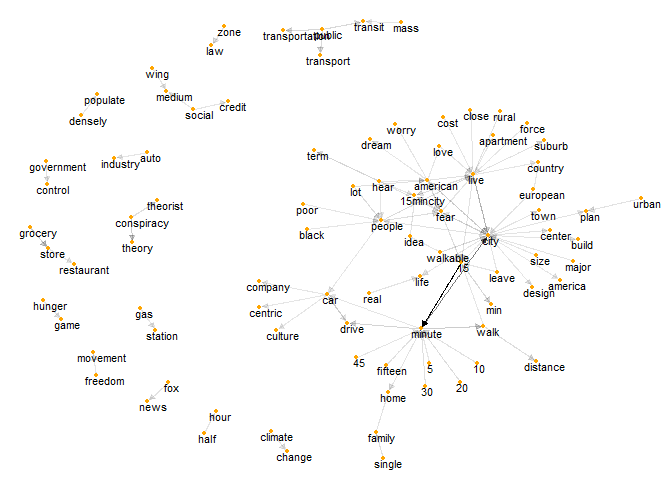 zone
transportation
public
transit
mass
law
transport
wing
medium
populate
credit
social
densely
close
rural
cost
force
worry
apartment
dream
love
suburb
term
auto
industry
government
country
live
hear
american
control
lot
15mincity
european
theorist
urban
poor
fear
town
plan
conspiracy
people
black
idea
city
center
grocery
build
theory
store
walkable
size
major
restaurant
15
life
leave
america
company
real
design
car
hunger
centric
min
game
gas
culture
drive
minute
walk
station
movement
45
fifteen
5
10
distance
freedom
fox
home
30
20
news
hour
half
climate
family
change
single